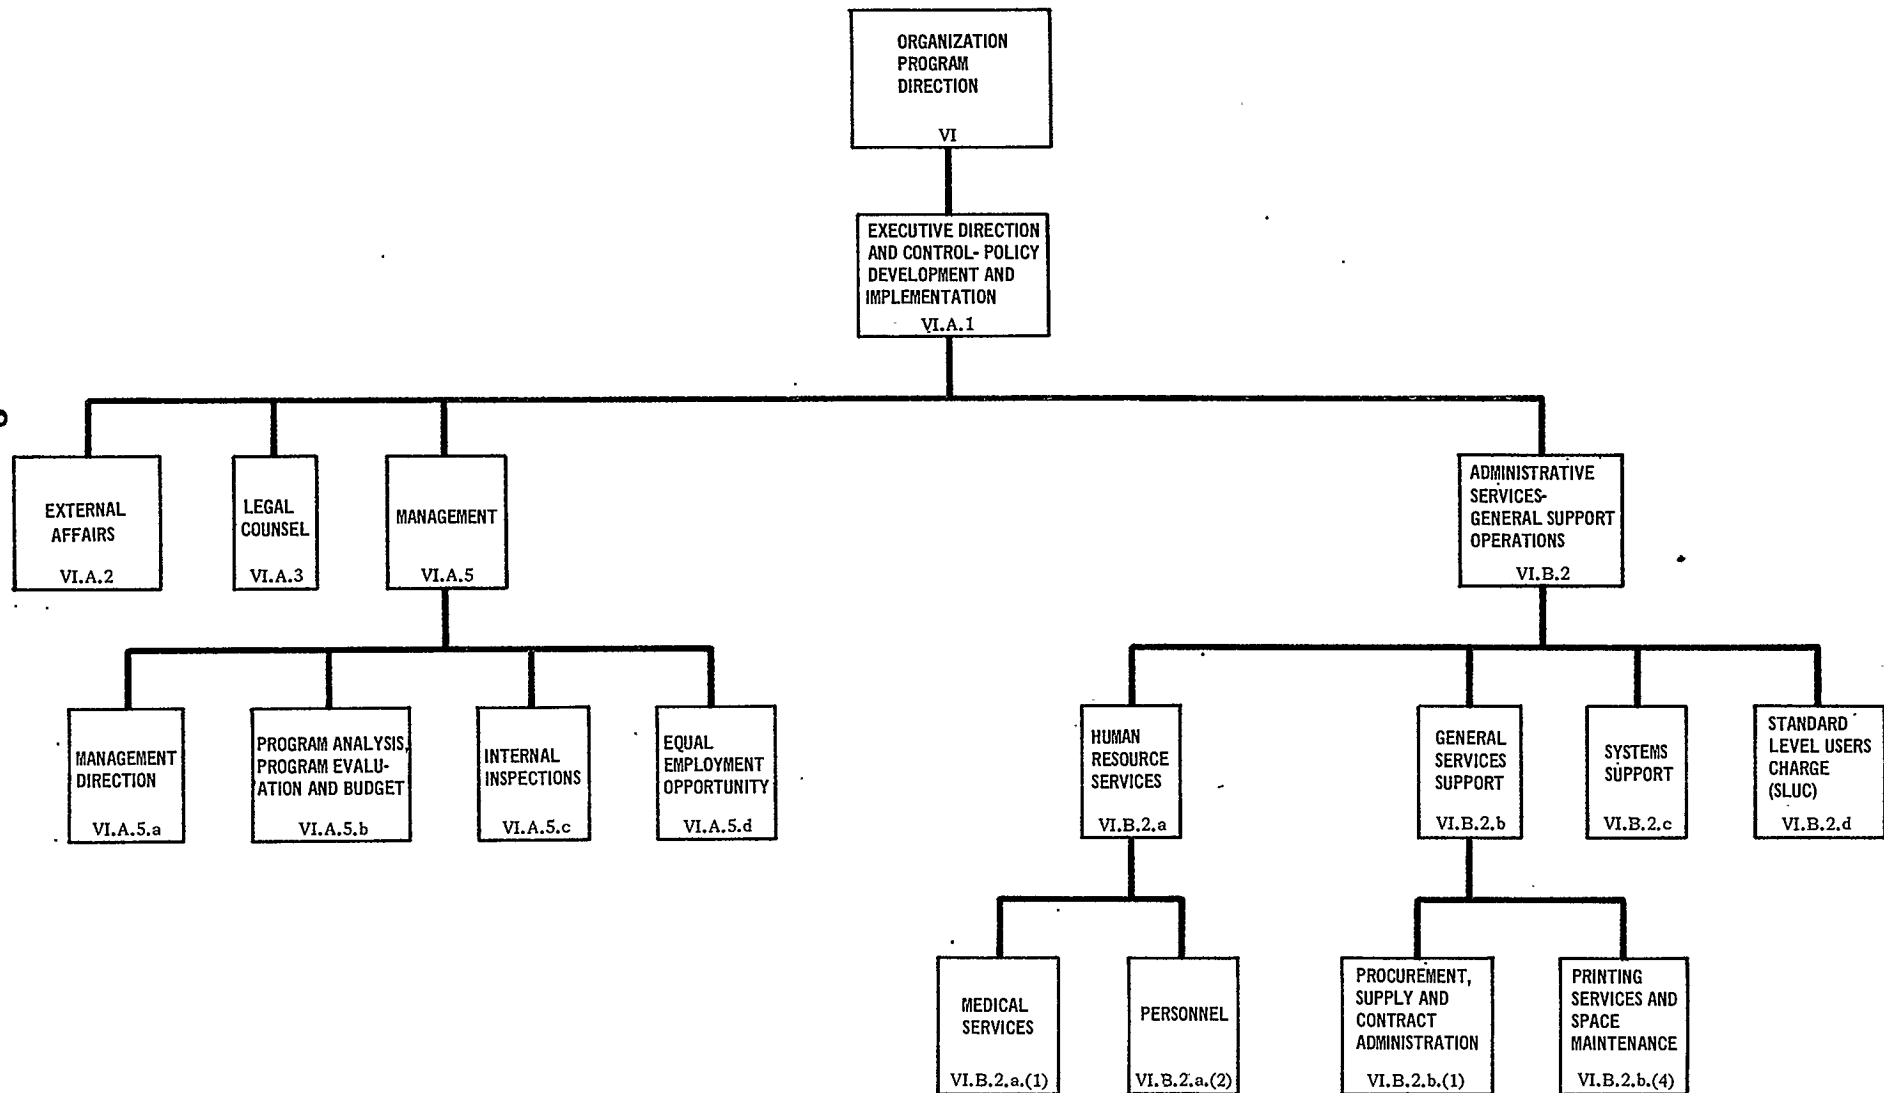 ORGANIZATION
PROGRAM
DIRECTION
VI
EXECUTIVE DIRECTION
AND CONTROL- POLICY
DEVELOPMENT AND
IMPLEMENTATION
VI.A.1
EXTERNAL
AFFAIRS
VI.A.2
LEGAL
COUNSEL
VI.A.3
MANAGEMENT
VI.A.5
ADMINISTRATIVE
SERVICES-
GENERAL SUPPORT
OPERATIONS
VI.B.2
MANAGEMENT
DIRECTION
VI.A.5.a
PROGRAM ANALYSIS,
PROGRAM EVALU-
ATION AND BUDGET
VI.A.5.b
INTERNAL
INSPECTIONS
VI.A.5.c
EQUAL
EMPLOYMENT
OPPORTUNITY
VI.A.5.d
HUMAN
RESOURCE
SERVICES
VI.B.2.a
GENERAL
SERVICES
SUPPORT
VI.B.2.b
SYSTEMS
SUPPORT
VI.B.2.c
STANDARD
LEVEL USERS
CHARGE
(SLUC)
VI.B.2.d
MEDICAL
SERVICES
VI.B.2.a.(1)
PERSONNEL
VI.B.2.a.(2)
PROCUREMENT,
SUPPLY AND
CONTRACT
ADMINISTRATION
VI.B.2.b.(1)
PRINTING
SERVICES AND
SPACE
MAINTENANCE
VI.B.2.b.(4)